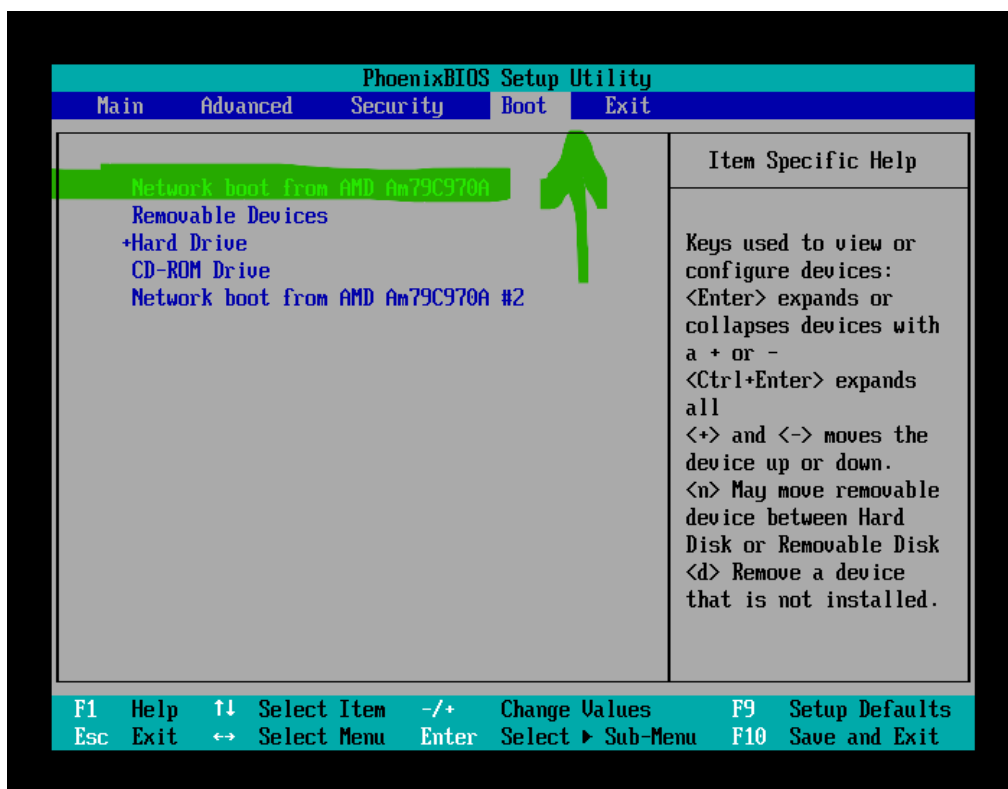 PhoenixBIOS Setup Utility
Main Advanced Security Boot Exit
Network boot from AMD Am79C970A
Removable Devices
+Hard Drive
CD-ROM Drive
Network boot from AMD Am79C970A #2
Item Specific Help
Keys used to view or
configure devices:
<Enter> expands or
collapses devices with
a + or -
<Ctrl+Enter> expands
all
<+> and <-> moves the
device up or down.
<n> May move removable
device between Hard
Disk or Removable Disk
<d> Remove a device
that is not installed.
F1 Help ↑↓ Select Item -/+ Change Values F9 Setup Defaults
Esc Exit ↔ Select Menu Enter Select ▶ Sub-Menu F10 Save and Exit